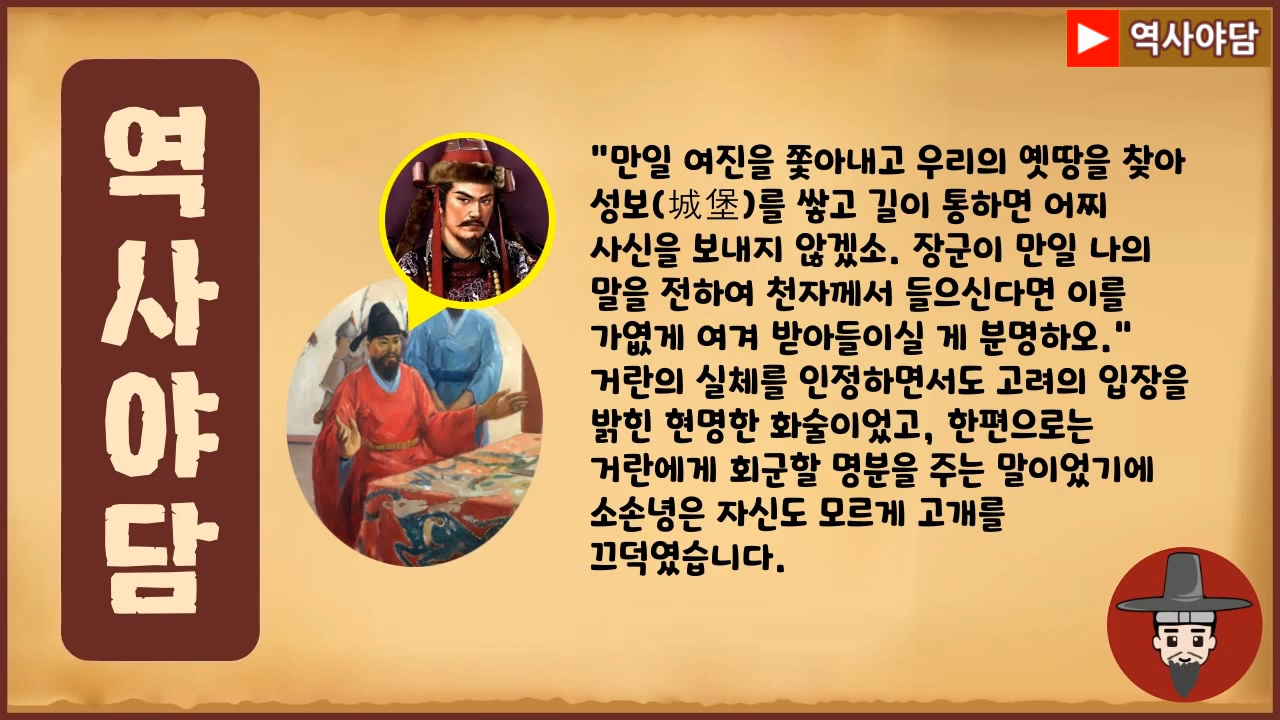 역사야담
역사야담
"만일 여진을 쫓아내고 우리의 옛땅을 찾아
성보(城堡)를 쌓고 길이 통하면 어찌
사신을 보내지 않겠소. 장군이 만일 나의
말을 전하여 천자께서 들으신다면 이를
가엾게 여겨 받아들이실 게 분명하오."
거란의 실체를 인정하면서도 고려의 입장을
밝힌 현명한 화술이었고, 한편으로는
거란에게 회군할 명분을 주는 말이었기에
소손녕은 자신도 모르게 고개를
끄덕였습니다.